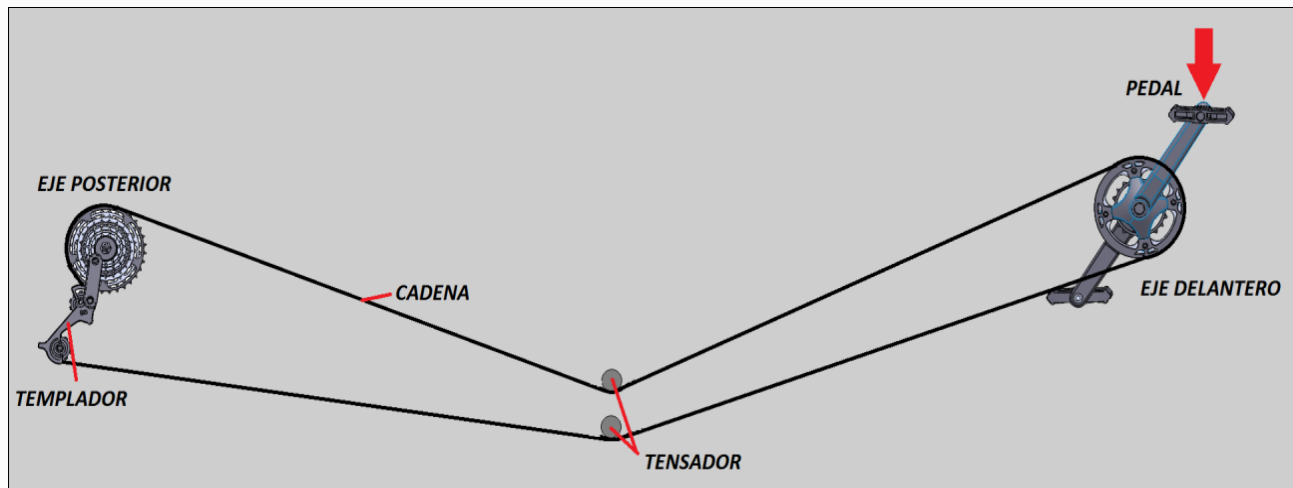 PEDAL
EJE POSTERIOR
CADENA
EJE DELANTERO
TEMPLADOR
TENSADOR